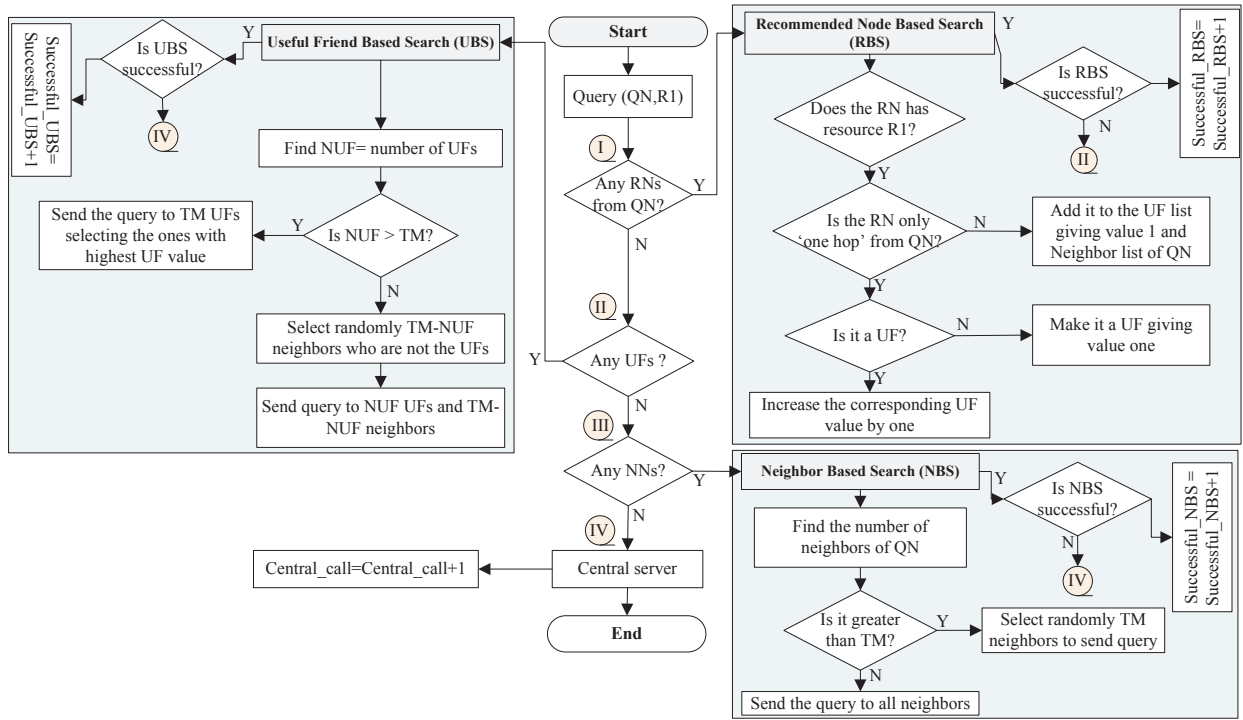 Start
Query (QN,R1)
I
Any RNs
from QN?
Y
N
II
Any UFs ?
Y
N
III
Any NNs?
Y
N
IV
Central server
Central_call=Central_call+1
End
Useful Friend Based Search (UBS)
Y
Is UBS
successful?
Successful_UBS=
Successful_UBS+1
IV
Find NUF= number of UFs
Is NUF > TM?
Y
Send the query to TM UFs
selecting the ones with
highest UF value
N
Select randomly TM-NUF
neighbors who are not the UFs
Send query to NUF UFs and TM-
NUF neighbors
Recommended Node Based Search
(RBS)
Y
Is RBS
successful?
Successful_RBS=
Successful_RBS+1
N
II
Does the RN has
resource R1?
Y
Is the RN only
‘one hop’ from QN?
N
Add it to the UF list
giving value 1 and
Neighbor list of QN
Y
Is it a UF?
N
Make it a UF giving
value one
Y
Increase the corresponding UF
value by one
Neighbor Based Search (NBS)
Y
Is NBS
successful?
Successful_NBS =
Successful_NBS+1
N
IV
Find the number of
neighbors of QN
Is it greater
than TM?
Y
Select randomly TM
neighbors to send query
N
Send the query to all neighbors